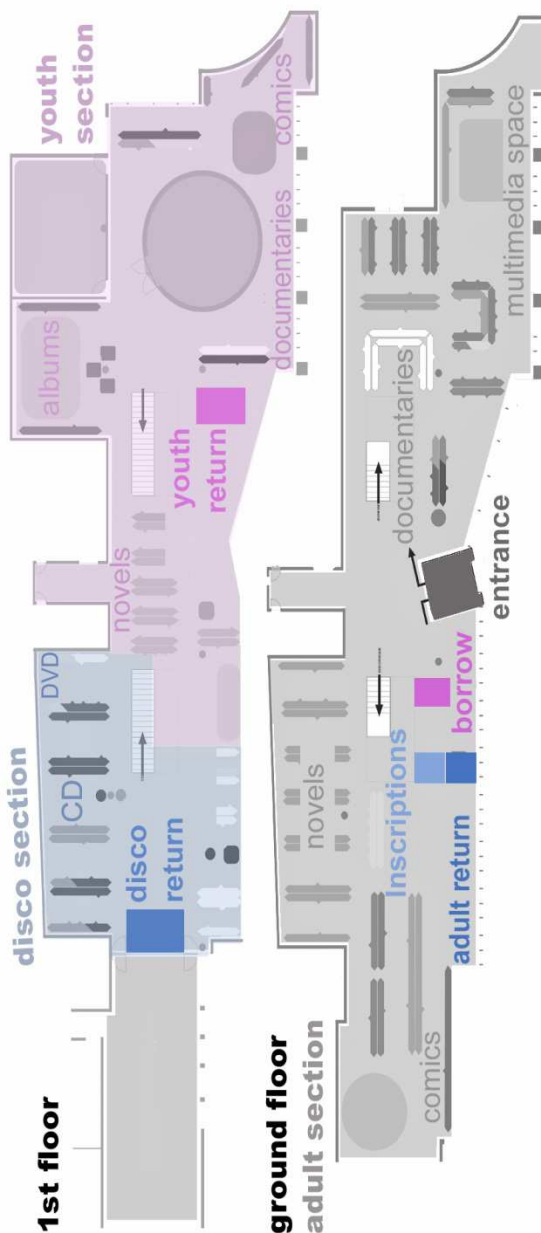 1st floor
disco section
youth
section
CD
DVD
novels
albums
comics
documentaries
disco
return
youth
return
ground floor
adult section
novels
documentaries
multimedia space
comics
Inscriptions
adult return
borrow
entrance